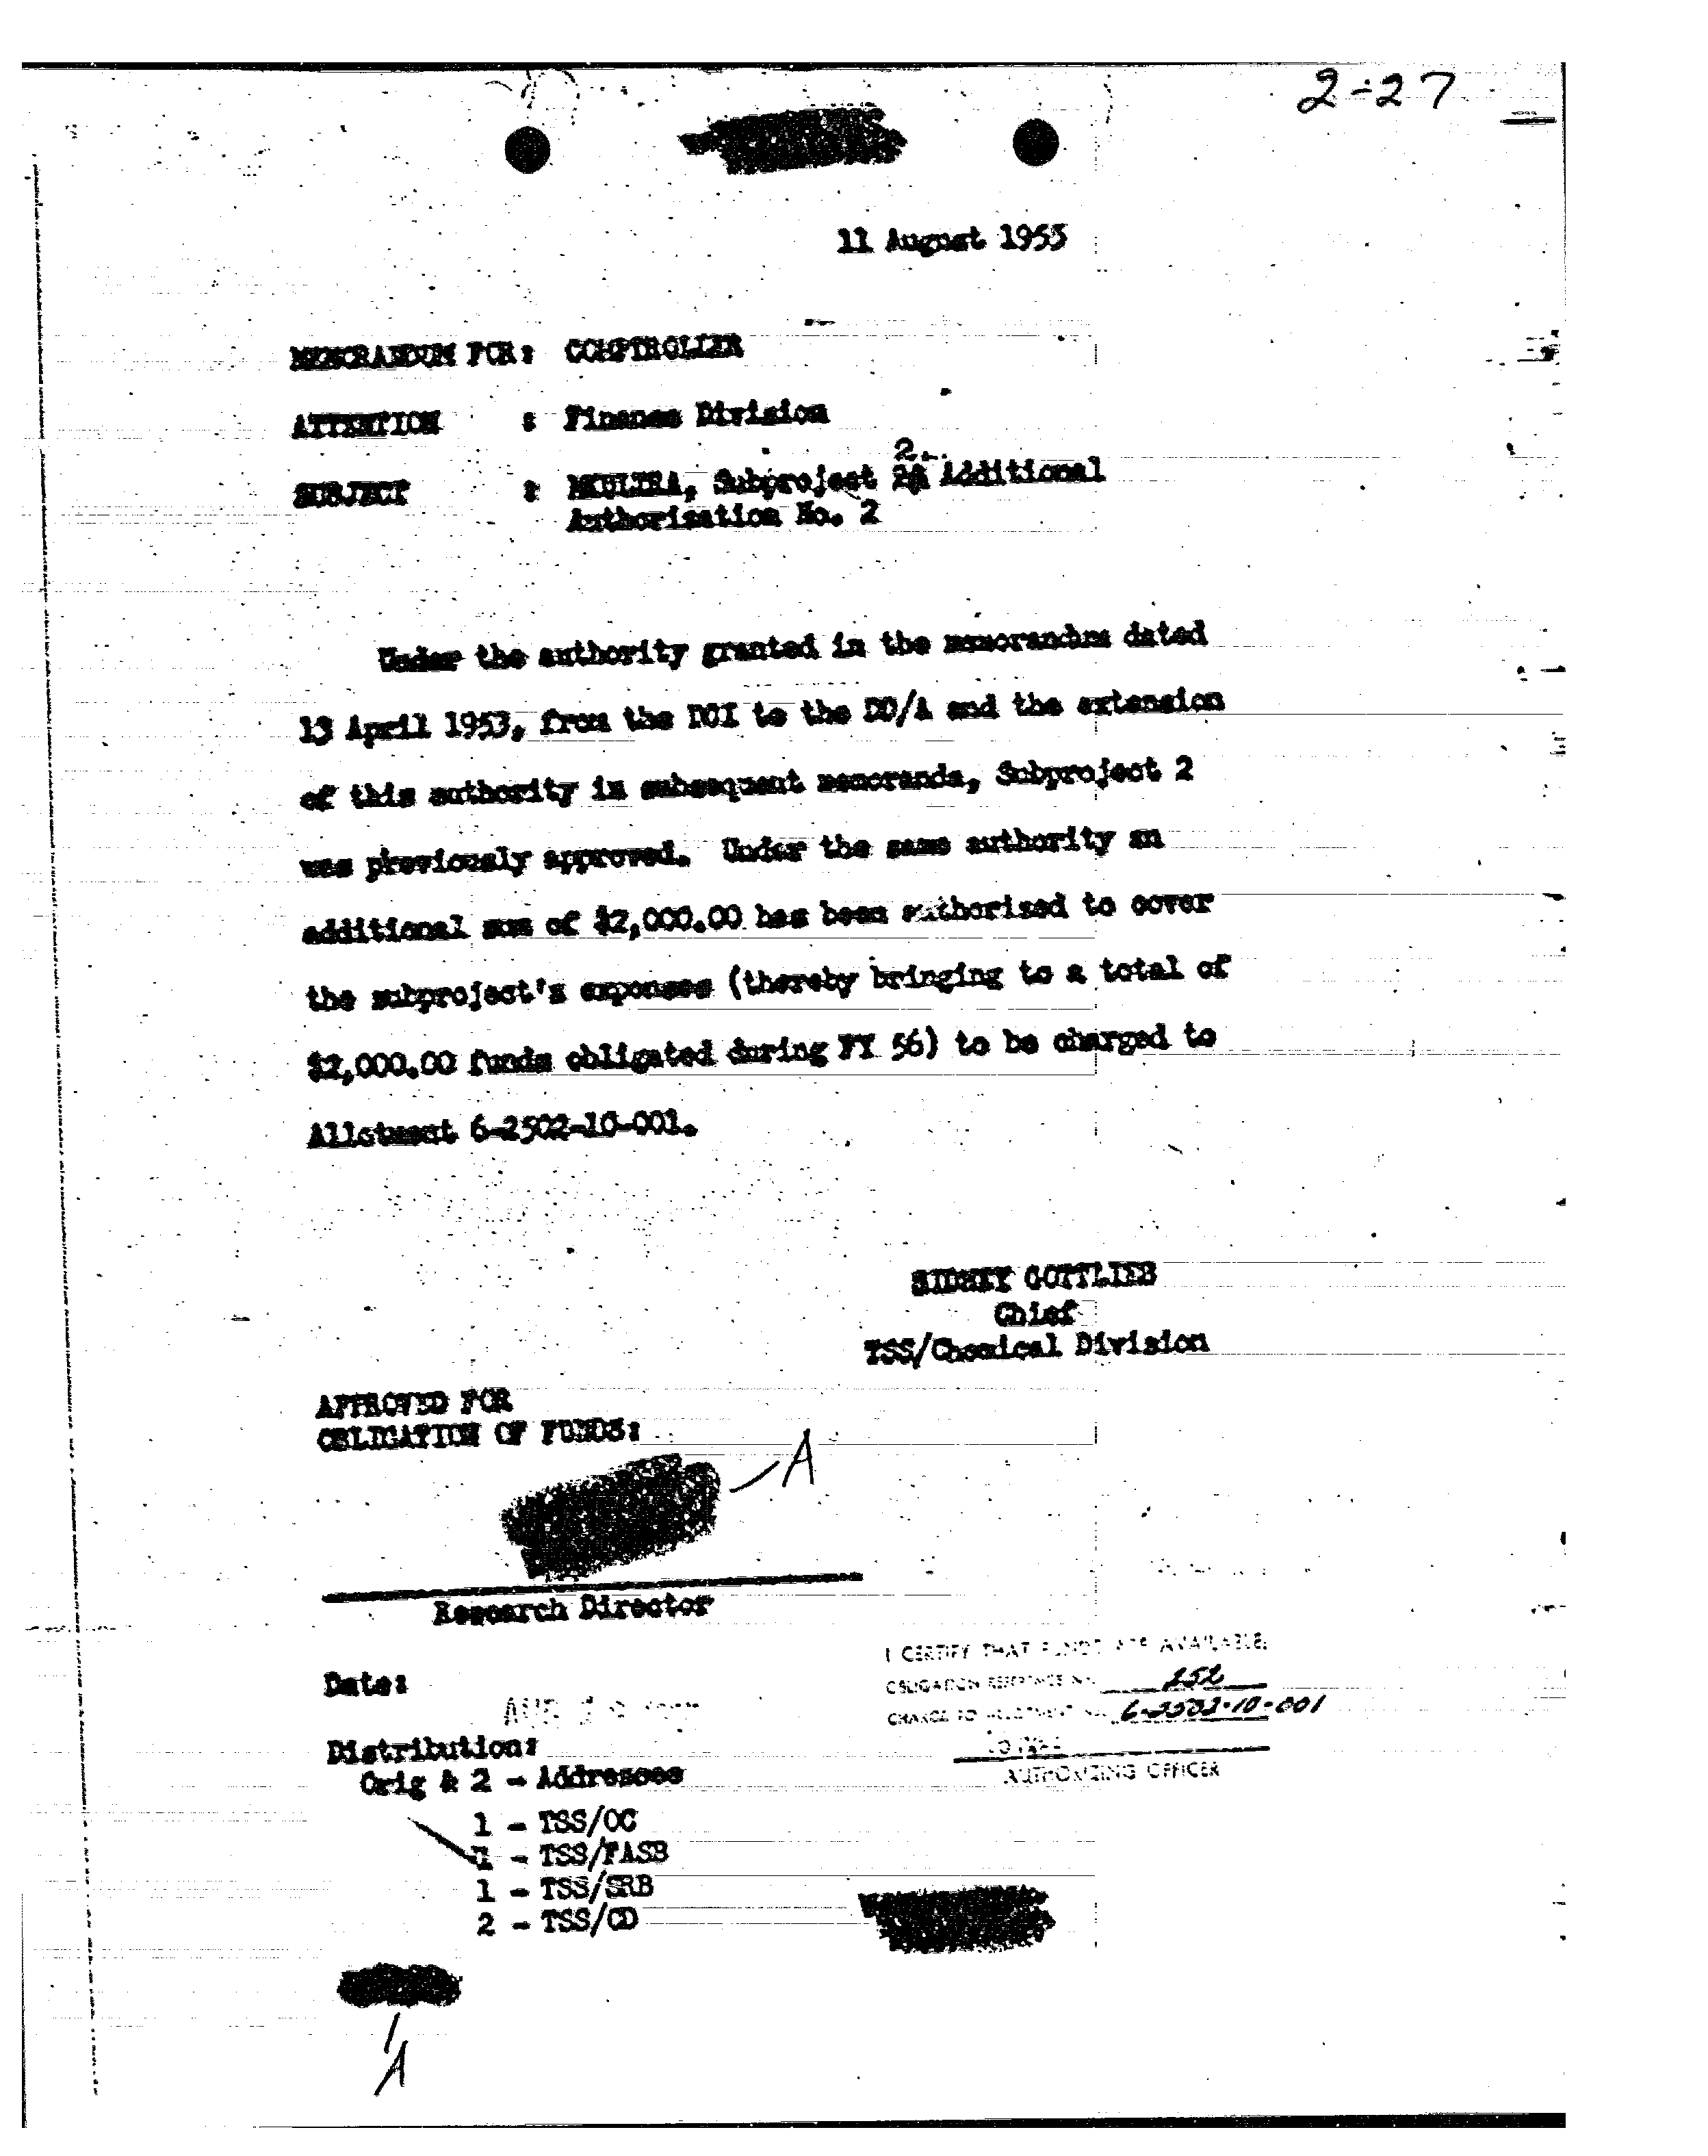 2-27
11 August 1955
MEMORANDUM FOR: COMPTROLLER
ATTENTION : Finance Division
2
SUBJECT : MKULTRA, Subproject Additional
Authorization No. 2
Under the authority granted in the memorandum dated
13 April 1953, from the DCI to the DD/A and the extension
of this authority in subsequent memoranda, Subproject 2
was previously approved. Under the same authority an
additional sum of $2,000.00 has been authorized to cover
the subproject's expenses (thereby bringing to a total of
$2,000.00 funds obligated during FY 56) to be charged to
Allotment 6-2502-10-001.
SIDNEY GOTTLIEB
Chief
TSS/Chemical Division
APPROVED FOR
OBLIGATION OF FUNDS:
A
Research Director
I CERTIFY THAT FUNDS ARE AVAILABLE
OBLIGATION REFERENCE NO. 252
CHARGE TO ALLOTMENT NO. 6-2502-10-001
AUTHORIZING OFFICER
Date: AUG
Distribution:
Orig & 2 - Addressee
1 - TSS/OC
1 - TSS/FASB
1 - TSS/SRB
2 - TSS/CD
A